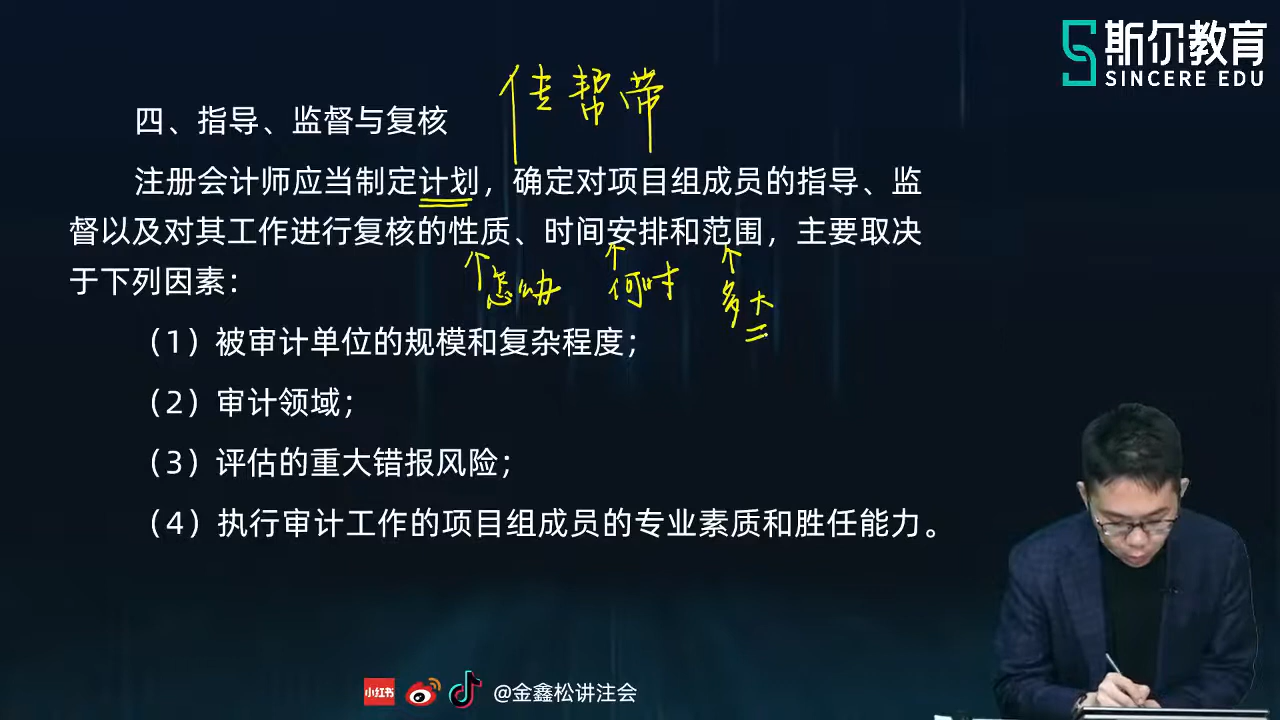 斯尔教育
SINCERE EDU
传帮带
四、指导、监督与复核
注册会计师应当制定计划，确定对项目组成员的指导、监
督以及对其工作进行复核的性质、时间安排和范围，主要取决
于下列因素：
怎办 何时 多大
（1）被审计单位的规模和复杂程度；
（2）审计领域；
（3）评估的重大错报风险；
（4）执行审计工作的项目组成员的专业素质和胜任能力。
小红书 @金鑫松讲注会